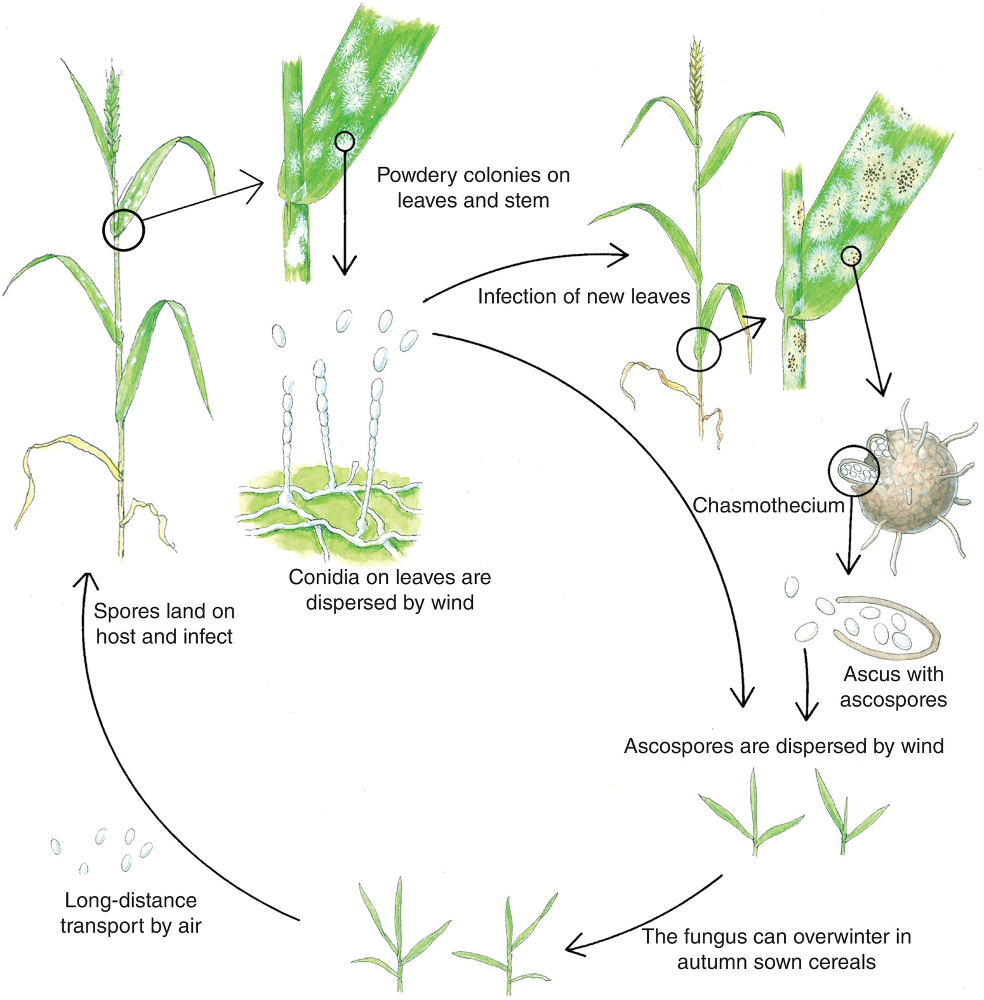 Powdery colonies on
leaves and stem
Infection of new leaves
Chasmothecium
Conidia on leaves are
dispersed by wind
Spores land on
host and infect
Ascus with
ascospores
Ascospores are dispersed by wind
Long-distance
transport by air
The fungus can overwinter in
autumn sown cereals